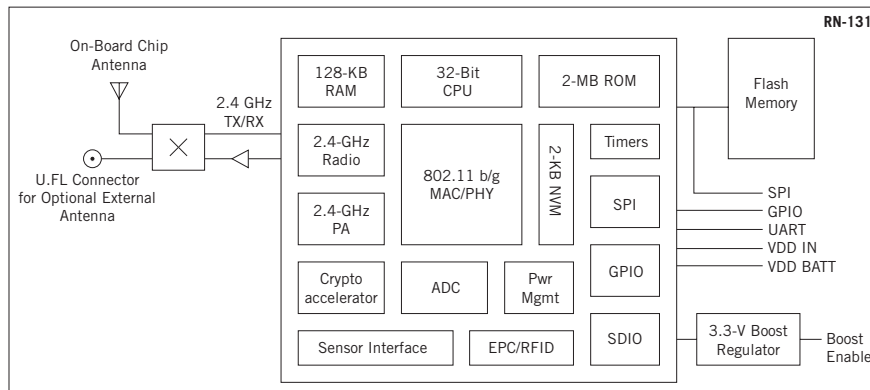 RN-131
On-Board Chip
Antenna
2.4 GHz
TX/RX
U.FL Connector
for Optional External
Antenna
128-KB
RAM
32-Bit
CPU
2-MB ROM
2.4-GHz
Radio
802.11 b/g
MAC/PHY
2-KB NVM
Timers
2.4-GHz
PA
SPI
Crypto
accelerator
ADC
Pwr
Mgmt
GPIO
Sensor Interface
EPC/RFID
SDIO
Flash
Memory
SPI
GPIO
UART
VDD IN
VDD BATT
3.3-V Boost
Regulator
Boost
Enable